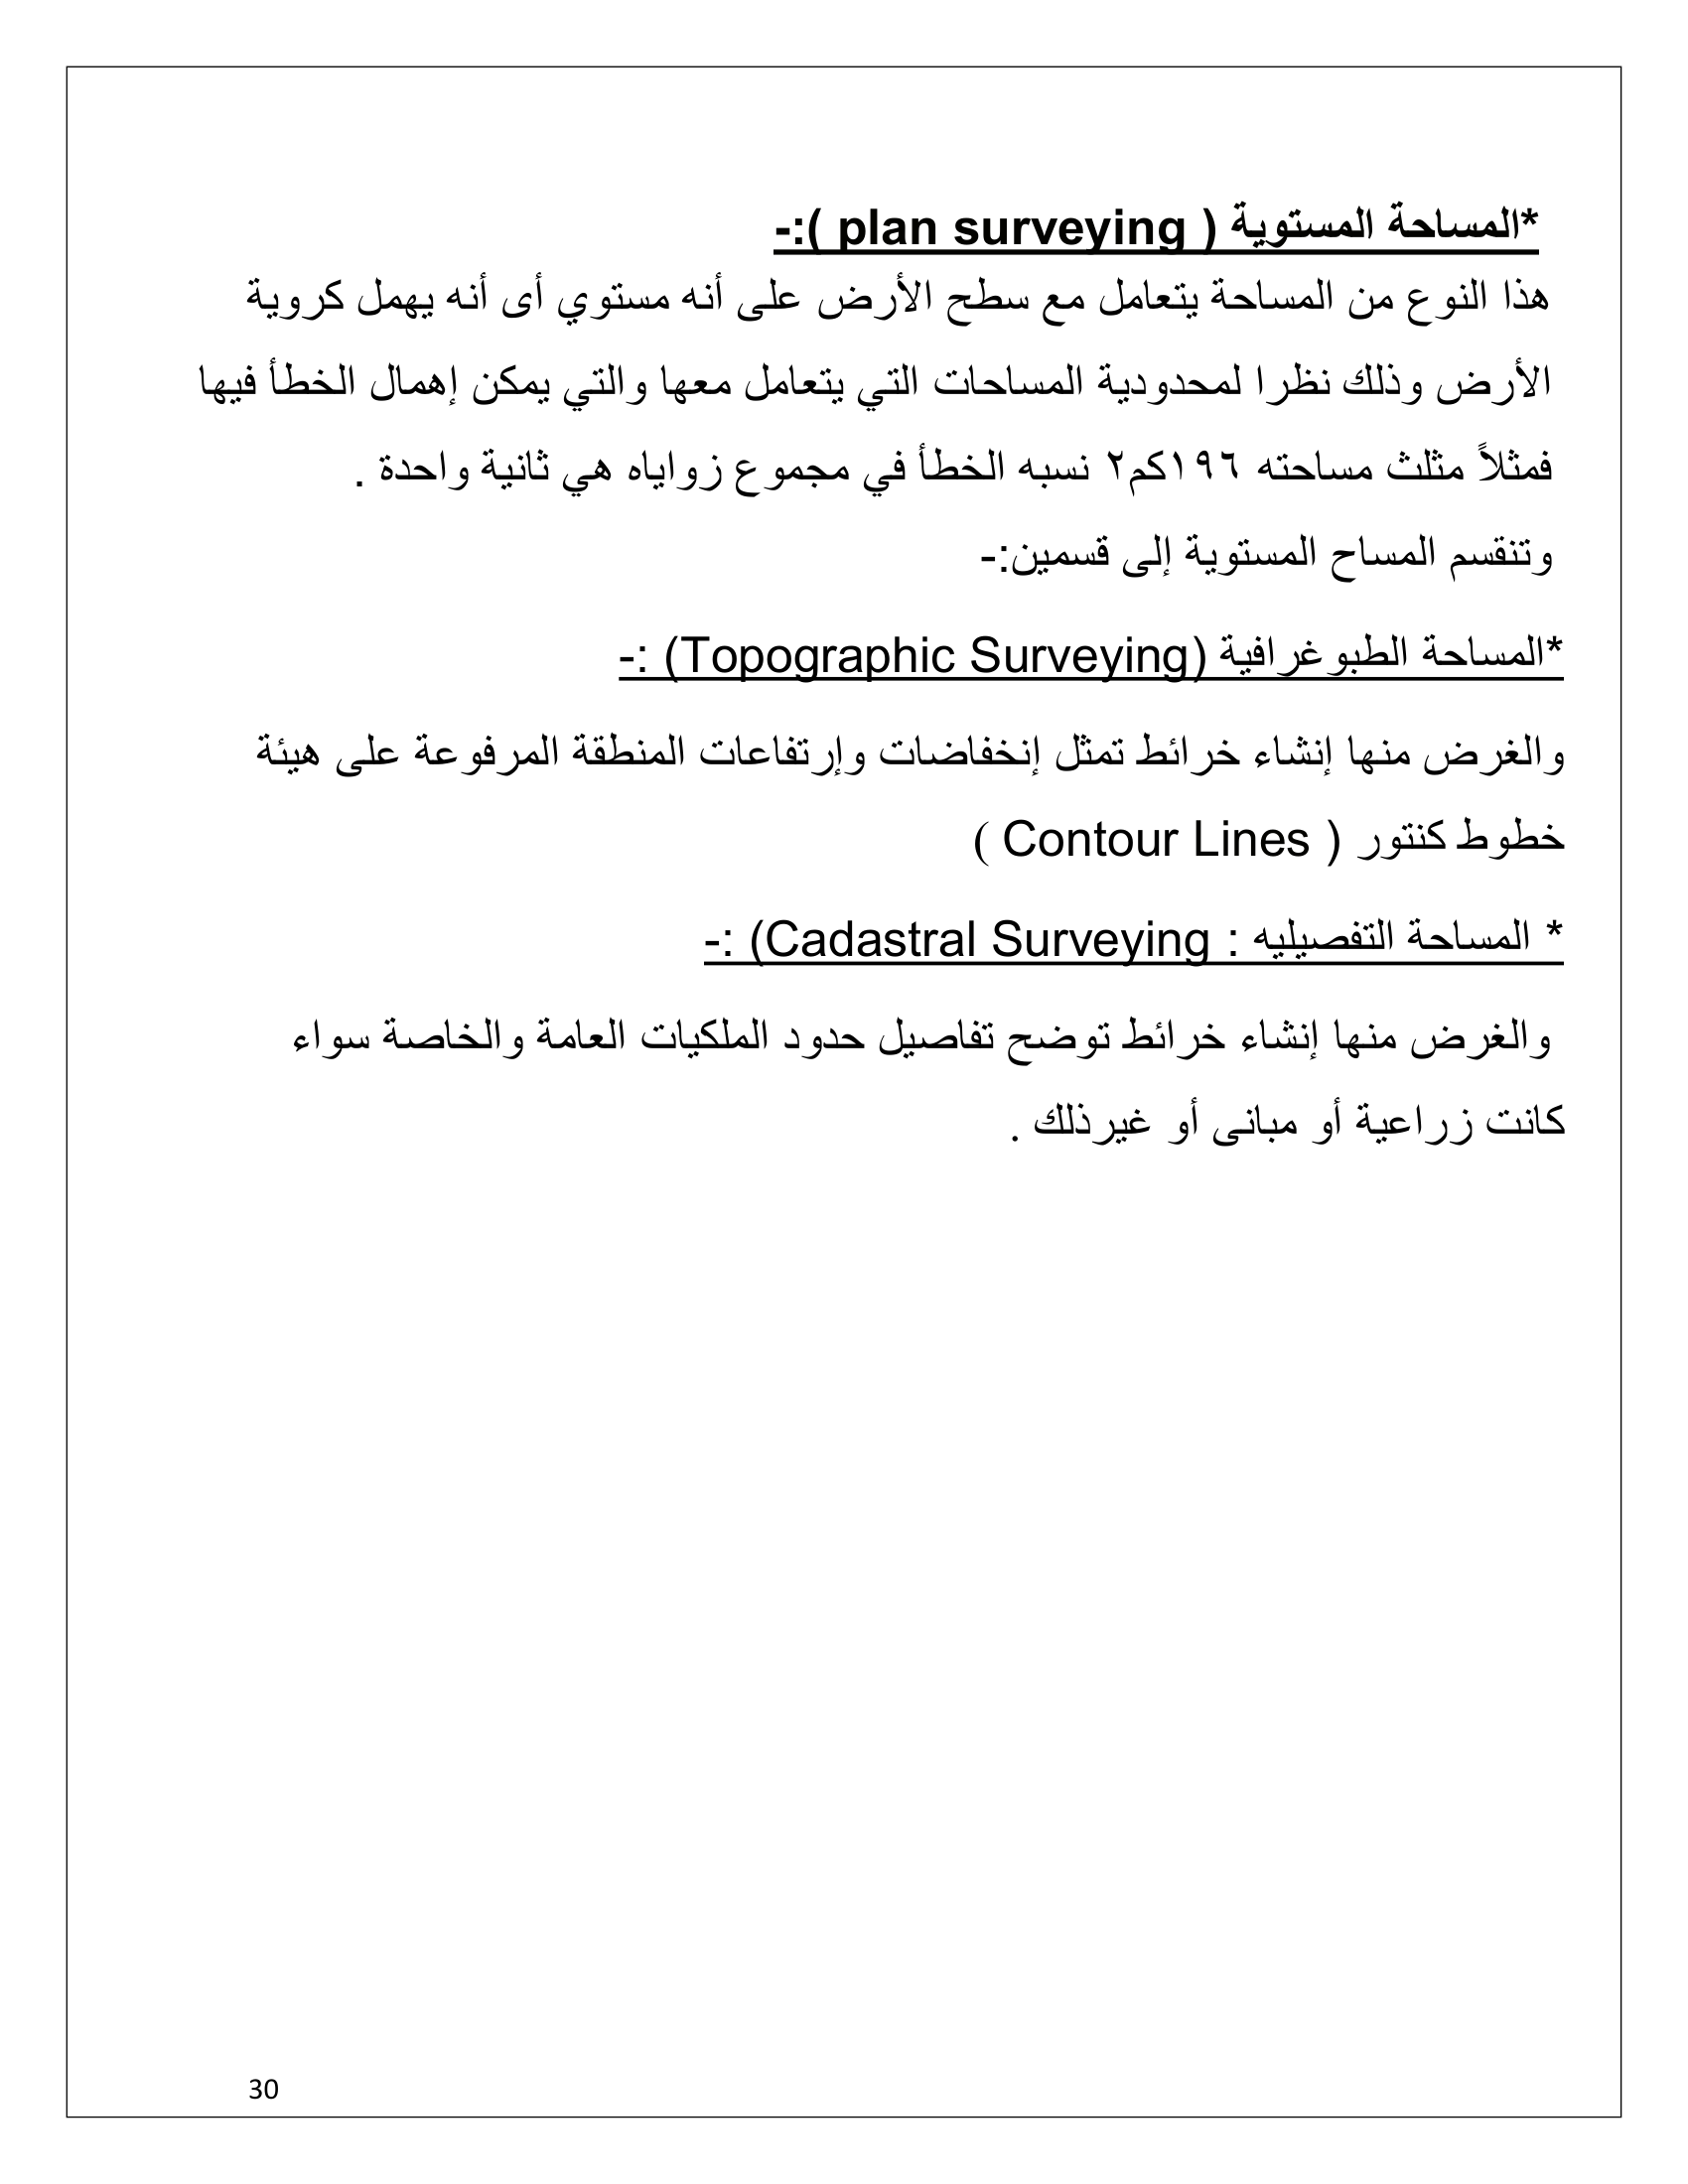 *المساحة المستوية ( plan surveying ):-
هذا النوع من المساحة يتعامل مع سطح الأرض على أنه مستوي أى أنه يهمل كروية
الأرض وذلك نظرا لمحدودية المساحات التي يتعامل معها والتي يمكن إهمال الخطأ فيها
فمثلاً مثلث مساحته ١٩٦كم٢ نسبه الخطأ في مجموع زواياه هي ثانية واحدة .
وتنقسم المساح المستوية إلى قسمين:-
*المساحة الطبوغرافية (Topographic Surveying) :-
والغرض منها إنشاء خرائط تمثل إنخفاضات وإرتفاعات المنطقة المرفوعة على هيئة
خطوط كنتور ( Contour Lines )
* المساحة التفصيليه : Cadastral Surveying) :-
والغرض منها إنشاء خرائط توضح تفاصيل حدود الملكيات العامة والخاصة سواء
كانت زراعية أو مبانى أو غيرذلك .
30